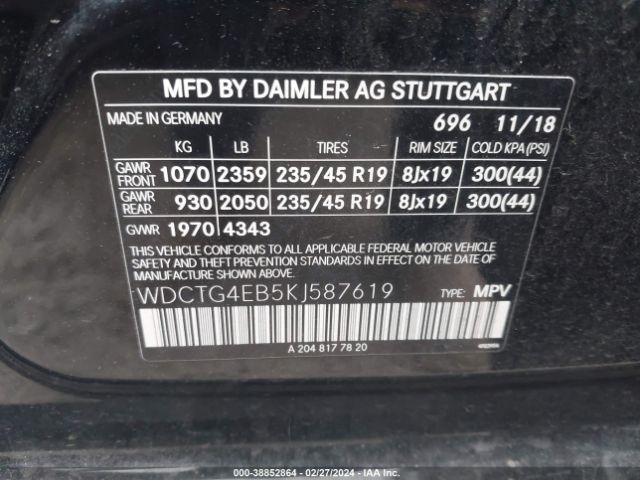 MFD BY DAIMLER AG STUTTGART
MADE IN GERMANY 696 11/18
KG LB TIRES RIM SIZE COLD KPA(PSI)
GAWR FRONT 1070 2359 235/45 R19 8Jx19 300(44)
GAWR REAR 930 2050 235/45 R19 8Jx19 300(44)
GVWR 1970 4343
THIS VEHICLE CONFORMS TO ALL APPLICABLE FEDERAL MOTOR VEHICLE
SAFETY AND THEFT PREVENTION STANDARDS IN EFFECT ON THE DATE OF
MANUFACTURE SHOWN ABOVE.
WDCTG4EB5KJ587619 TYPE: MPV
A 204 817 78 20
000-38852864 - 02/27/2024 - IAAI.COM